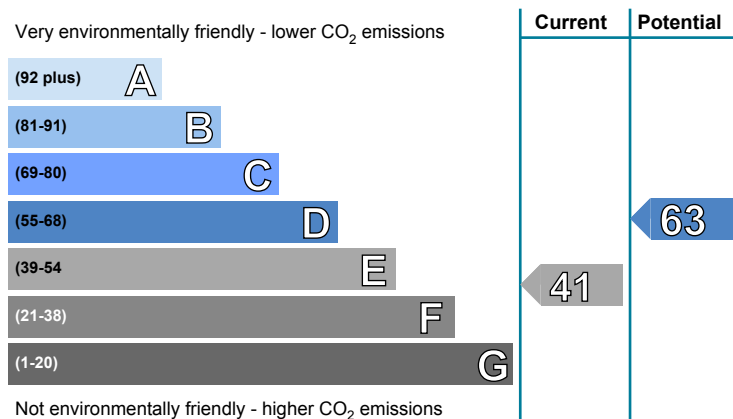 Very environmentally friendly - lower CO2 emissions
Current
Potential
(92 plus) A
(81-91) B
(69-80) C
(55-68) D
63
(39-54 E
41
(21-38) F
(1-20) G
Not environmentally friendly - higher CO2 emissions